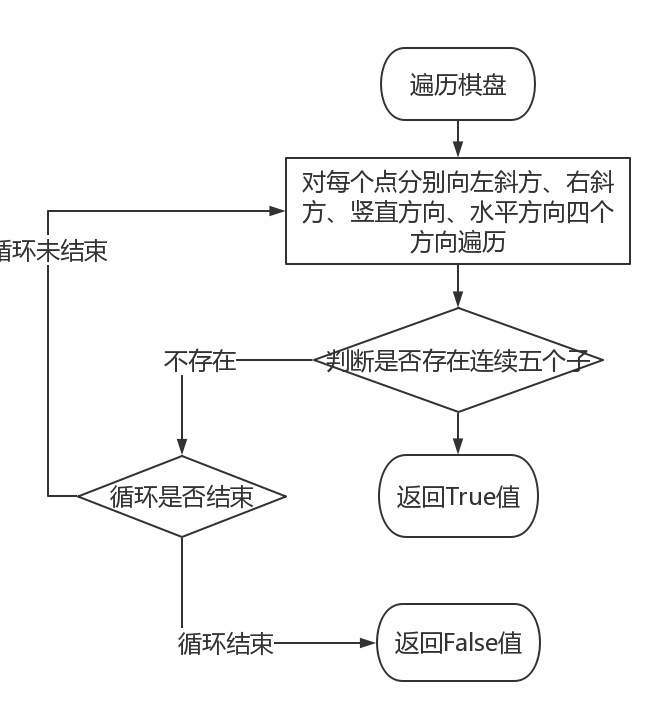 遍历棋盘
对每个点分别向左斜方、右斜
方、竖直方向、水平方向四个
方向遍历
循环未结束
不存在
判断是否存在连续五个子
循环是否结束
返回True值
循环结束
返回False值